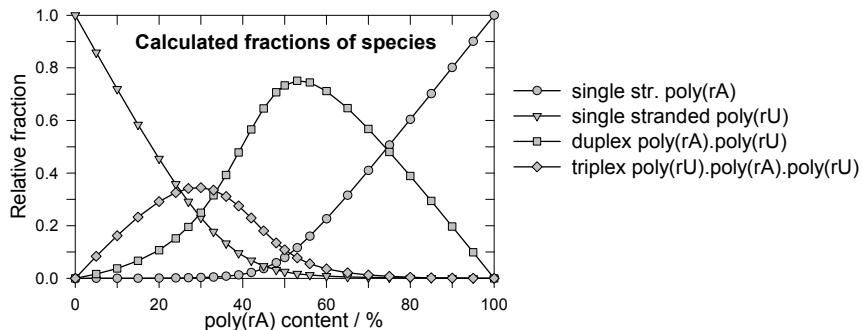 Calculated fractions of species
Relative fraction
1.0
0.8
0.6
0.4
0.2
0.0
0 20 40 60 80 100
poly(rA) content / %
single str. poly(rA)
single stranded poly(rU)
duplex poly(rA).poly(rU)
triplex poly(rU).poly(rA).poly(rU)